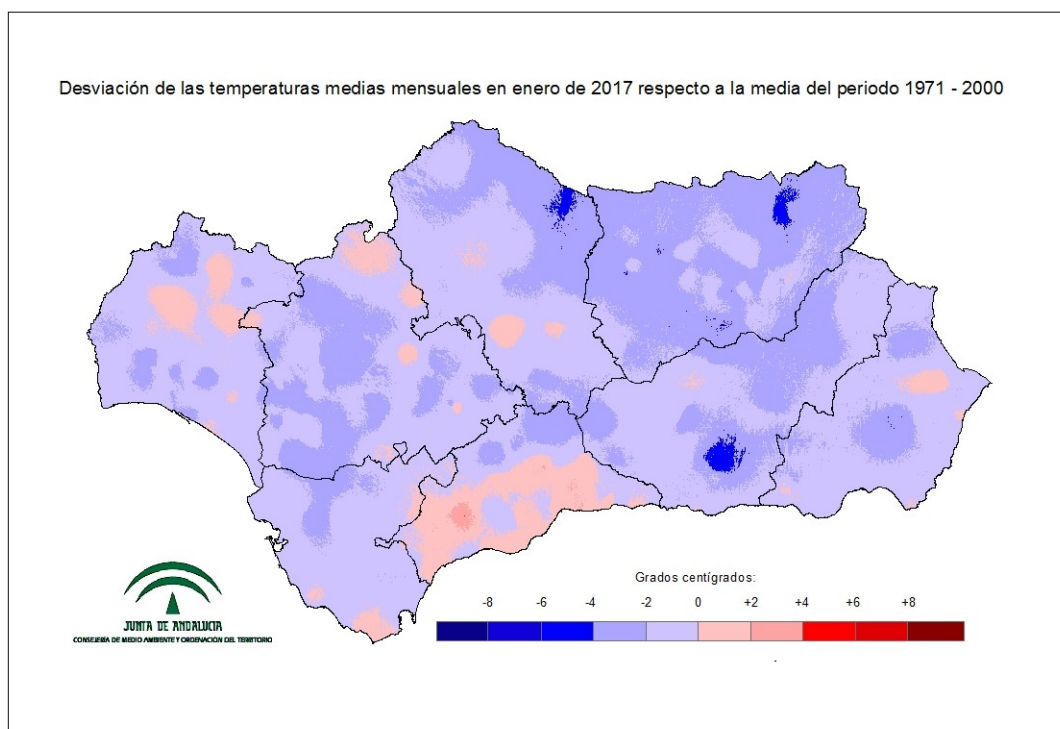 Desviación de las temperaturas medias mensuales en enero de 2017 respecto a la media del periodo 1971 - 2000
JUNTA DE ANDALUCIA
CONSEJERÍA DE MEDIO AMBIENTE Y ORDENACIÓN DEL TERRITORIO
Grados centígrados:
-8 -6 -4 -2 0 +2 +4 +6 +8